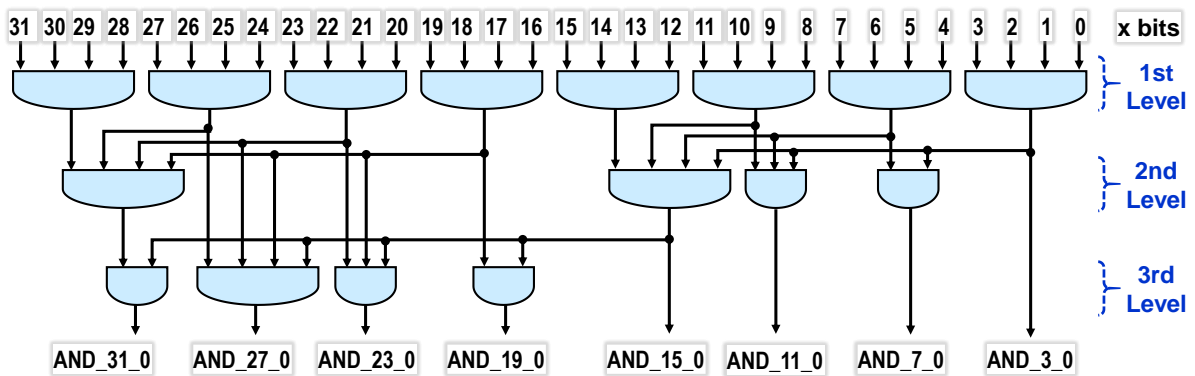 31 30 29 28 27 26 25 24 23 22 21 20 19 18 17 16 15 14 13 12 11 10 9 8 7 6 5 4 3 2 1 0 x bits
1st
Level
2nd
Level
3rd
Level
AND_31_0 AND_27_0 AND_23_0 AND_19_0 AND_15_0 AND_11_0 AND_7_0 AND_3_0